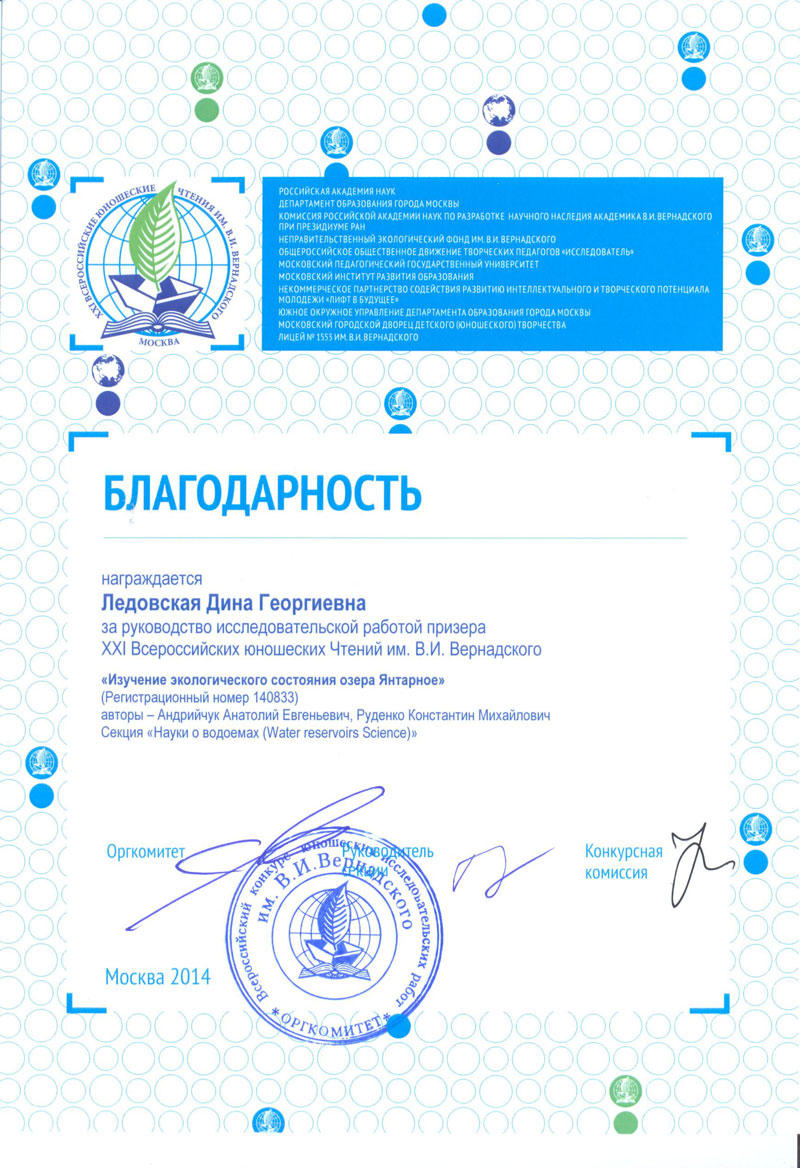 XXI ВСЕРОССИЙСКИЕ ЮНОШЕСКИЕ ЧТЕНИЯ ИМ. В.И. ВЕРНАДСКОГО
МОСКВА
РОССИЙСКАЯ АКАДЕМИЯ НАУК
ДЕПАРТАМЕНТ ОБРАЗОВАНИЯ ГОРОДА МОСКВЫ
КОМИССИЯ РОССИЙСКОЙ АКАДЕМИИ НАУК ПО РАЗРАБОТКЕ НАУЧНОГО НАСЛЕДИЯ АКАДЕМИКА В.И. ВЕРНАДСКОГО
ПРИ ПРЕЗИДИУМЕ РАН
НЕПРАВИТЕЛЬСТВЕННЫЙ ЭКОЛОГИЧЕСКИЙ ФОНД ИМ. В.И. ВЕРНАДСКОГО
ОБЩЕРОССИЙСКОЕ ОБЩЕСТВЕННОЕ ДВИЖЕНИЕ ТВОРЧЕСКИХ ПЕДАГОГОВ «ИССЛЕДОВАТЕЛЬ»
МОСКОВСКИЙ ПЕДАГОГИЧЕСКИЙ ГОСУДАРСТВЕННЫЙ УНИВЕРСИТЕТ
МОСКОВСКИЙ ИНСТИТУТ РАЗВИТИЯ ОБРАЗОВАНИЯ
НЕКОММЕРЧЕСКОЕ ПАРТНЕРСТВО СОДЕЙСТВИЯ РАЗВИТИЮ ИНТЕЛЛЕКТУАЛЬНОГО И ТВОРЧЕСКОГО ПОТЕНЦИАЛА
МОЛОДЕЖИ «ЛИФТ В БУДУЩЕЕ»
ЮЖНОЕ ОКРУЖНОЕ УПРАВЛЕНИЕ ДЕПАРТАМЕНТА ОБРАЗОВАНИЯ ГОРОДА МОСКВЫ
МОСКОВСКИЙ ГОРОДСКОЙ ДВОРЕЦ ДЕТСКОГО (ЮНОШЕСКОГО) ТВОРЧЕСТВА
ЛИЦЕЙ № 1553 ИМ. В.И. ВЕРНАДСКОГО
БЛАГОДАРНОСТЬ
награждается
Ледовская Дина Георгиевна
за руководство исследовательской работой призера
XXI Всероссийских юношеских Чтений им. В.И. Вернадского
«Изучение экологического состояния озера Янтарное»
(Регистрационный номер 140833)
авторы – Андрийчук Анатолий Евгеньевич, Руденко Константин Михайлович
Секция «Науки о водоемах (Water reservoirs Science)»
Оргкомитет
Руководитель
секции
Конкурсная
комиссия
Всероссийский конкурс юношеских исследовательских работ
им. В.И.Вернадского
* ОРГКОМИТЕТ *
Москва 2014